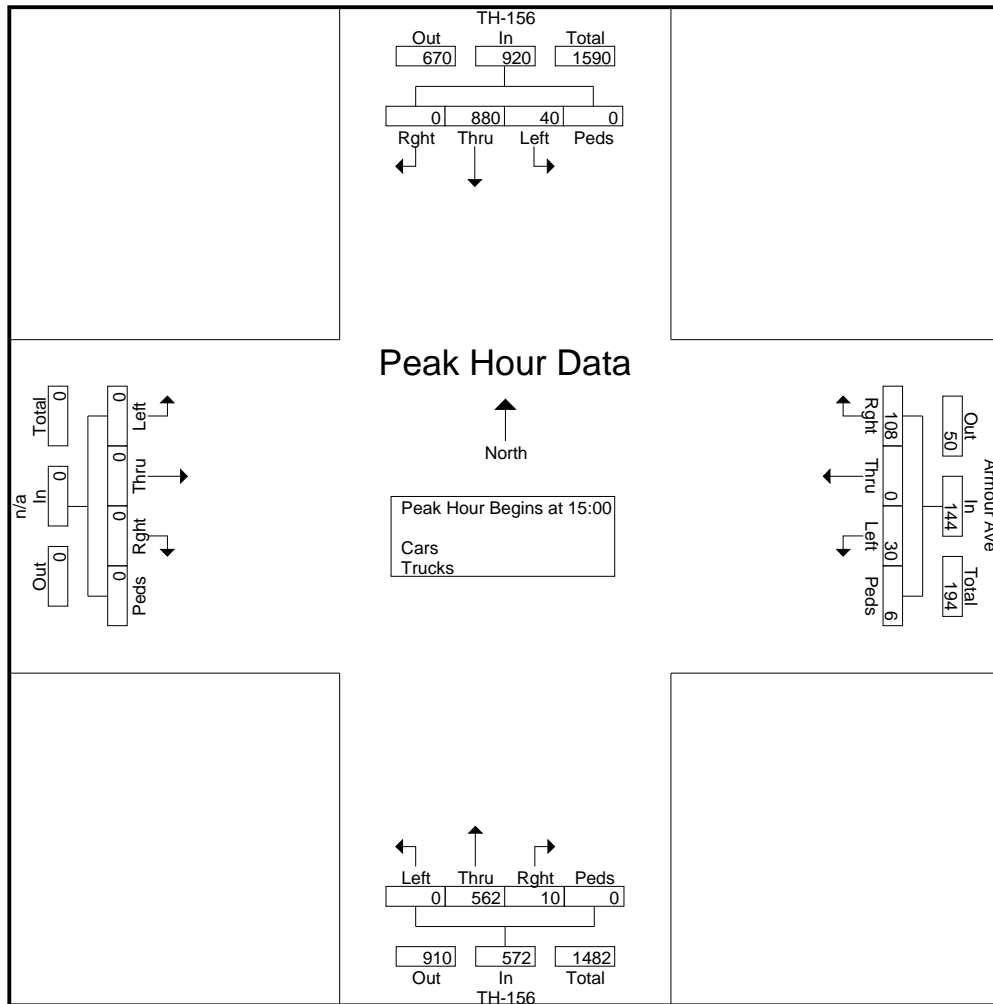 TH-156
Out In Total
670 920 1590
0 880 40 0
Rght Thru Left Peds
Peak Hour Data
North
Peak Hour Begins at 15:00
Cars
Trucks
n/a
Total In Out
0 0 0
0 0 0 0
Left Thru Rght Peds
Armour Ave
Out In Total
50 144 194
108 0 30 6
Rght Thru Left Peds
Left Thru Rght Peds
0 562 10 0
910 572 1482
Out In Total
TH-156